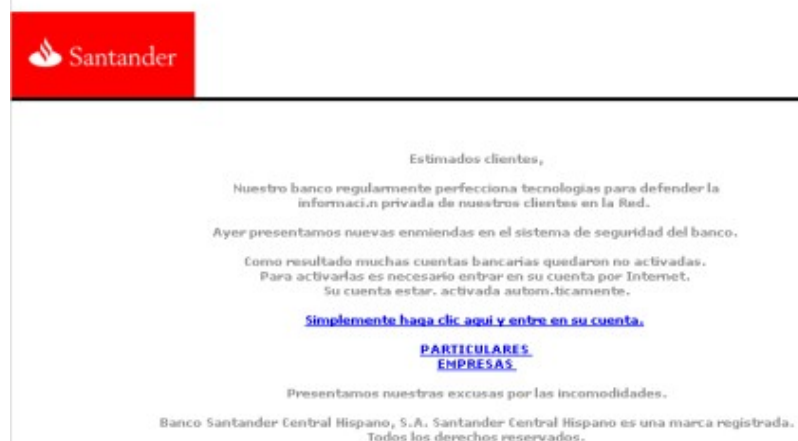 Santander
Estimados clientes,
Nuestro banco regularmente perfecciona tecnologias para defender la
informaci.n privada de nuestros clientes en la Red.
Ayer presentamos nuevas enmiendas en el sistema de seguridad del banco.
Como resultado muchas cuentas bancarias quedaron no activadas.
Para activarlas es necesario entrar en su cuenta por Internet.
Su cuenta estar. activada autom.ticamente.
Simplemente haga clic aqui y entre en su cuenta.
PARTICULARES
EMPRESAS
Presentamos nuestras excusas por las incomodidades.
Banco Santander Central Hispano, S.A. Santander Central Hispano es una marca registrada.
Todos los derechos reservados.